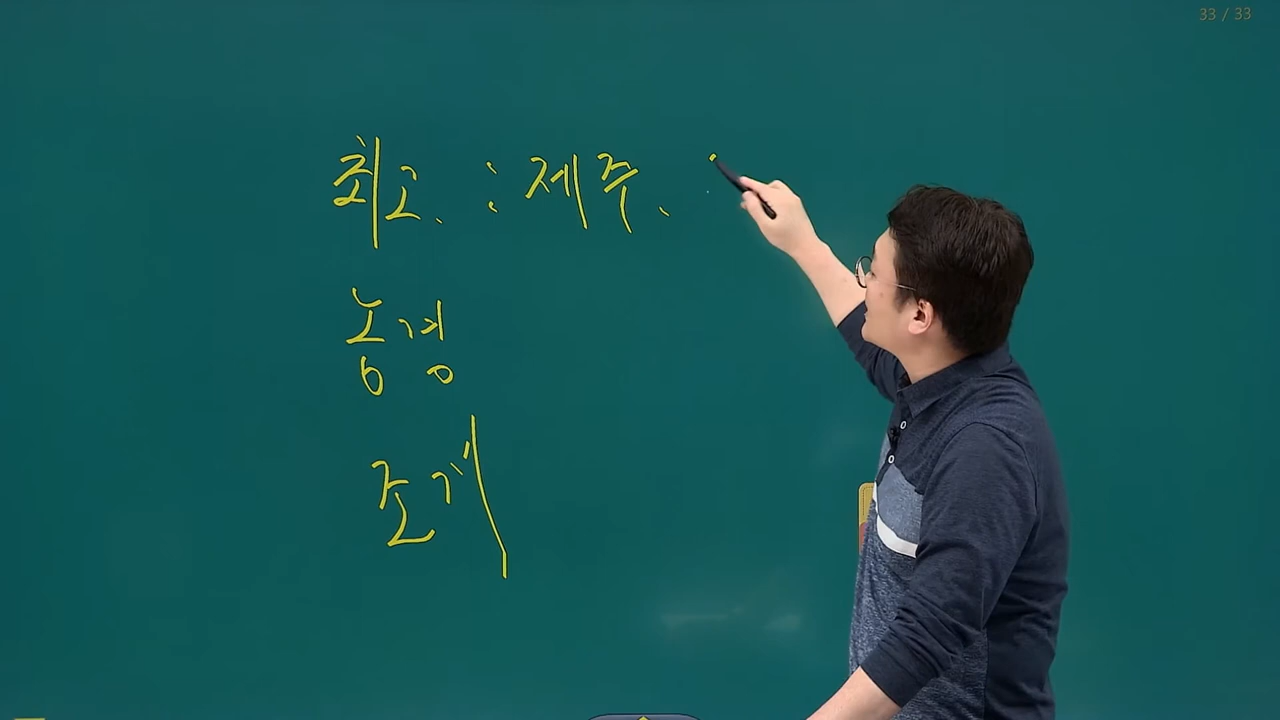 33 / 33
최고. : 제주.
농경
조개